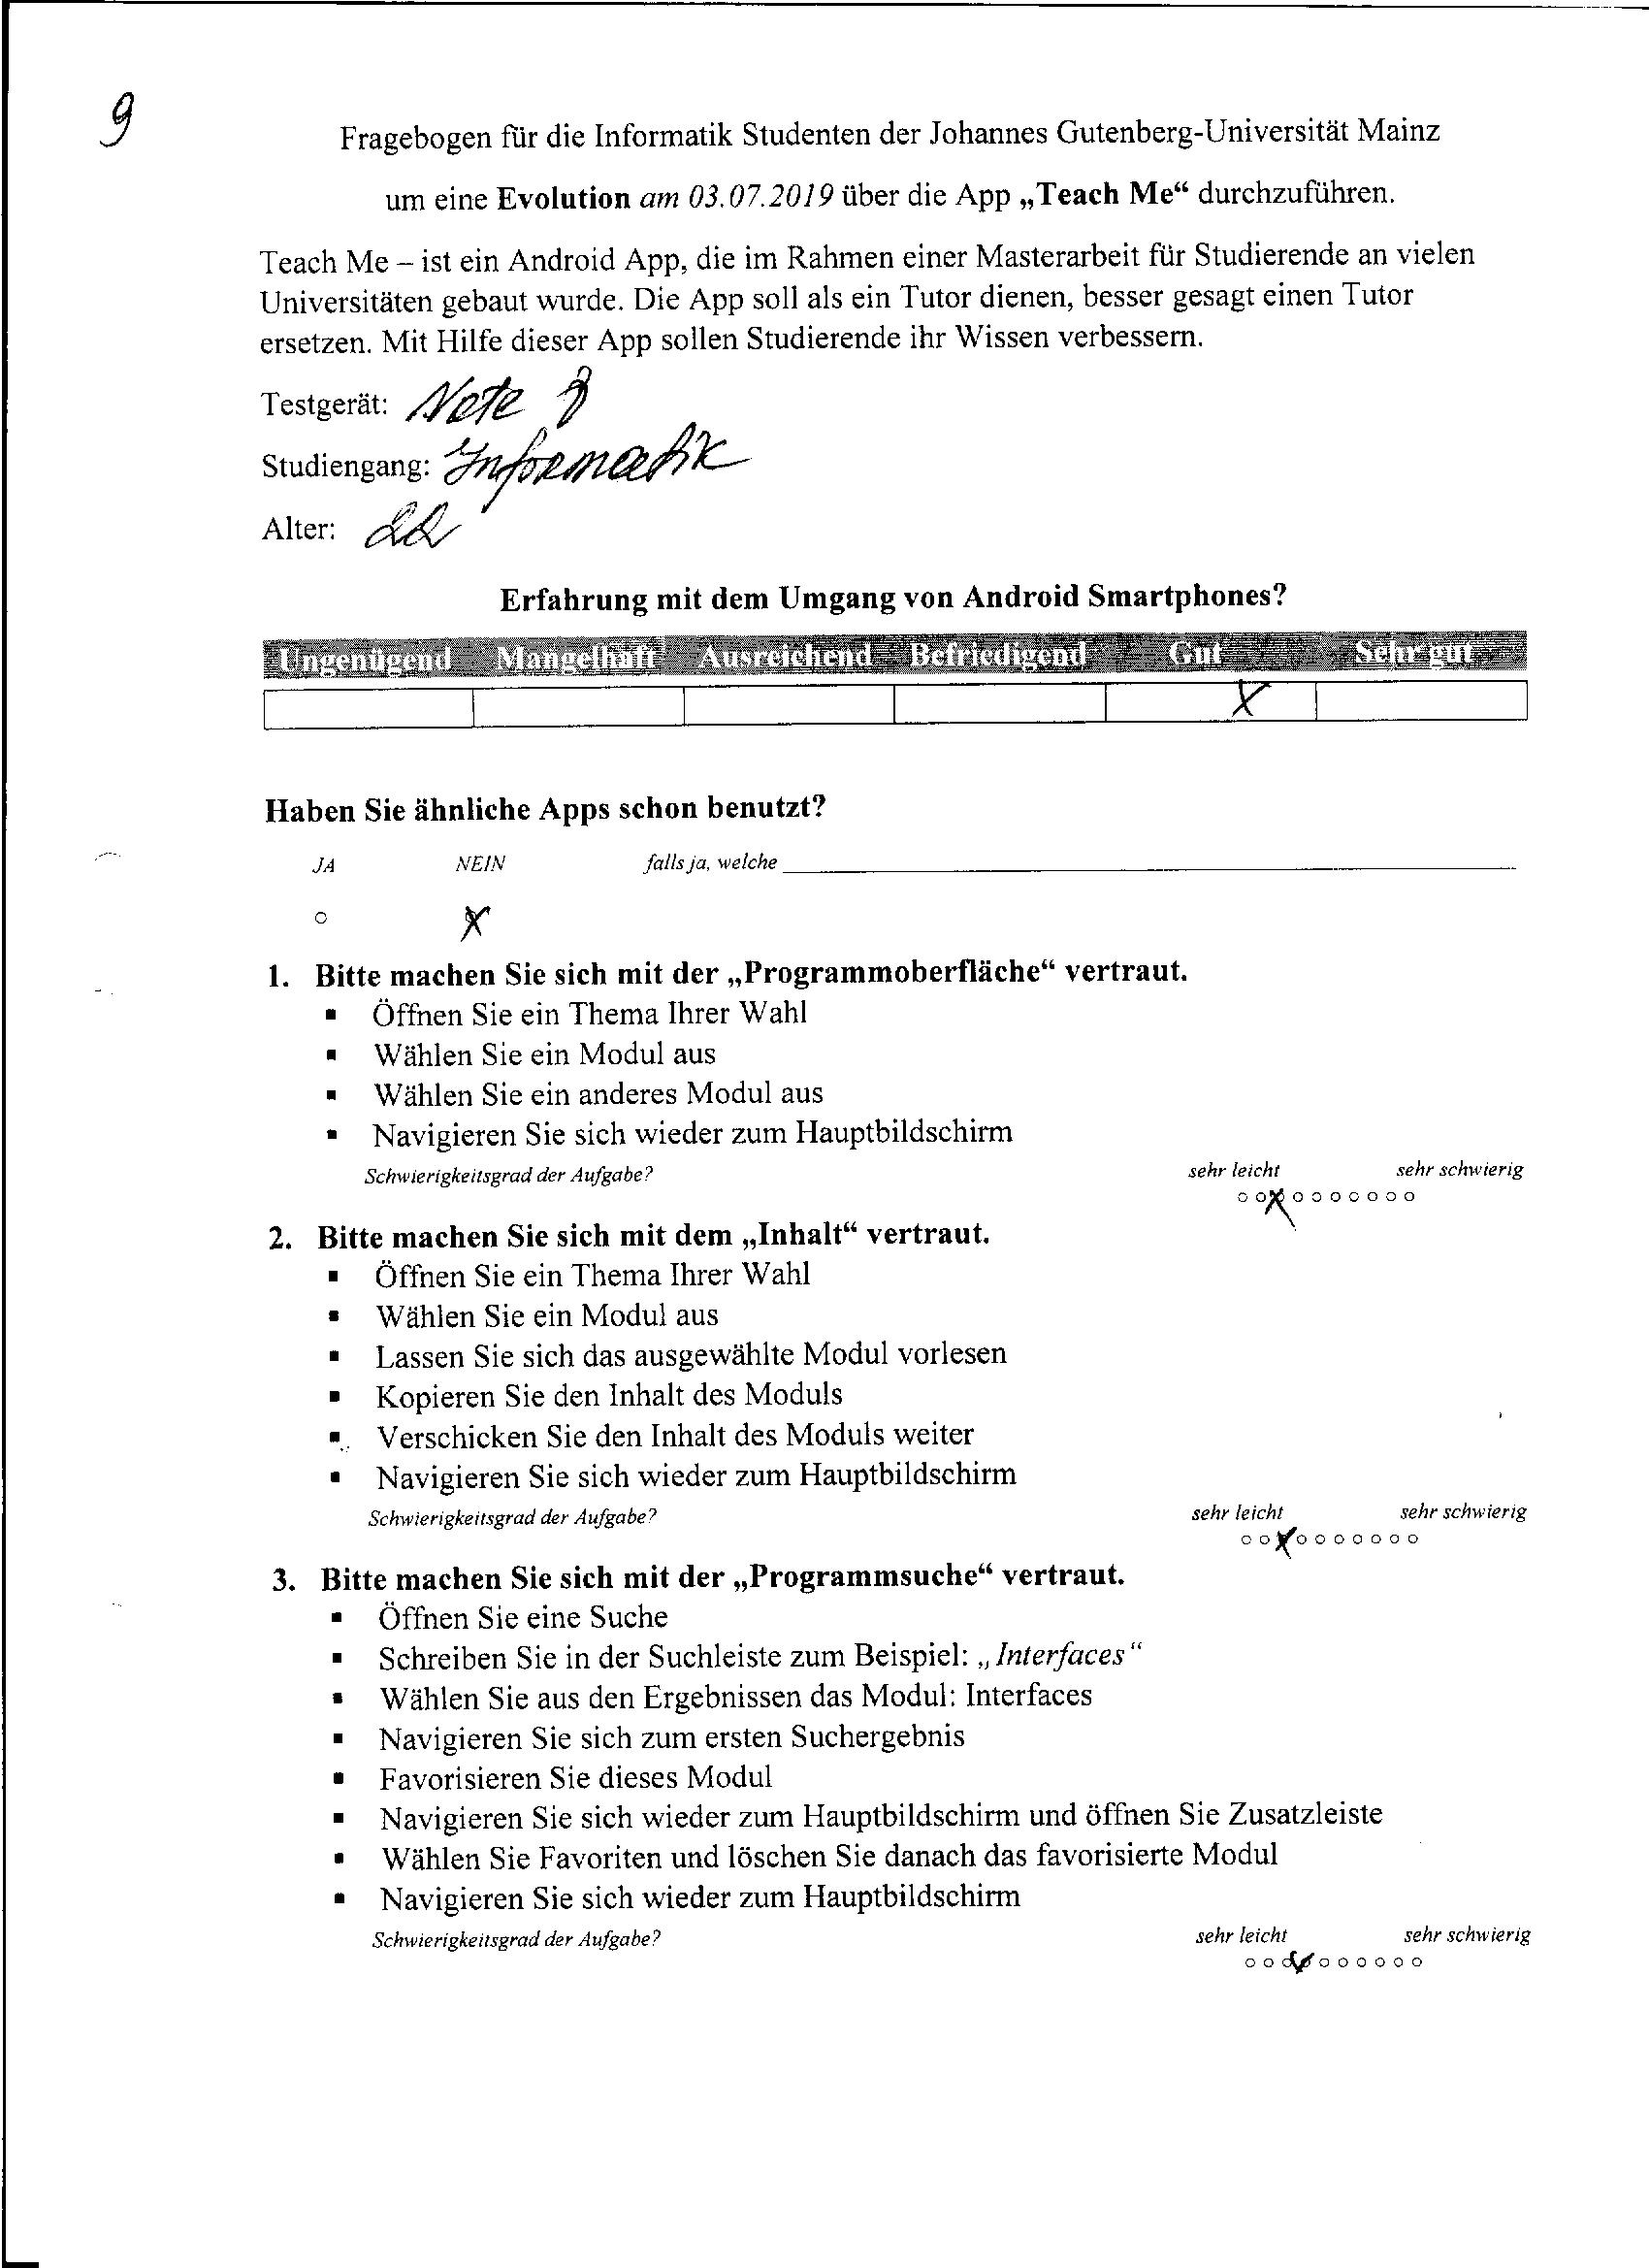 9
Fragebogen für die Informatik Studenten der Johannes Gutenberg-Universität Mainz
um eine Evolution am 03.07.2019 über die App „Teach Me“ durchzuführen.
Teach Me – ist ein Android App, die im Rahmen einer Masterarbeit für Studierende an vielen
Universitäten gebaut wurde. Die App soll als ein Tutor dienen, besser gesagt einen Tutor
ersetzen. Mit Hilfe dieser App sollen Studierende ihr Wissen verbessern.
Testgerät: Note 8
Studiengang: Informatik
Alter: 22
Erfahrung mit dem Umgang von Android Smartphones?
Ungenügend Mangelhaft Ausreichend Befriedigend Gut Sehr gut
X
Haben Sie ähnliche Apps schon benutzt?
JA NEIN falls ja, welche
X
1. Bitte machen Sie sich mit der „Programmoberfläche“ vertraut.
▪ Öffnen Sie ein Thema Ihrer Wahl
▪ Wählen Sie ein Modul aus
▪ Wählen Sie ein anderes Modul aus
▪ Navigieren Sie sich wieder zum Hauptbildschirm
Schwierigkeitsgrad der Aufgabe? sehr leicht sehr schwierig
2. Bitte machen Sie sich mit dem „Inhalt“ vertraut.
▪ Öffnen Sie ein Thema Ihrer Wahl
▪ Wählen Sie ein Modul aus
▪ Lassen Sie sich das ausgewählte Modul vorlesen
▪ Kopieren Sie den Inhalt des Moduls
▪ Verschicken Sie den Inhalt des Moduls weiter
▪ Navigieren Sie sich wieder zum Hauptbildschirm
Schwierigkeitsgrad der Aufgabe? sehr leicht sehr schwierig
3. Bitte machen Sie sich mit der „Programmsuche“ vertraut.
▪ Öffnen Sie eine Suche
▪ Schreiben Sie in der Suchleiste zum Beispiel: „Interfaces“
▪ Wählen Sie aus den Ergebnissen das Modul: Interfaces
▪ Navigieren Sie sich zum ersten Suchergebnis
▪ Favorisieren Sie dieses Modul
▪ Navigieren Sie sich wieder zum Hauptbildschirm und öffnen Sie Zusatzleiste
▪ Wählen Sie Favoriten und löschen Sie danach das favorisierte Modul
▪ Navigieren Sie sich wieder zum Hauptbildschirm
Schwierigkeitsgrad der Aufgabe? sehr leicht sehr schwierig